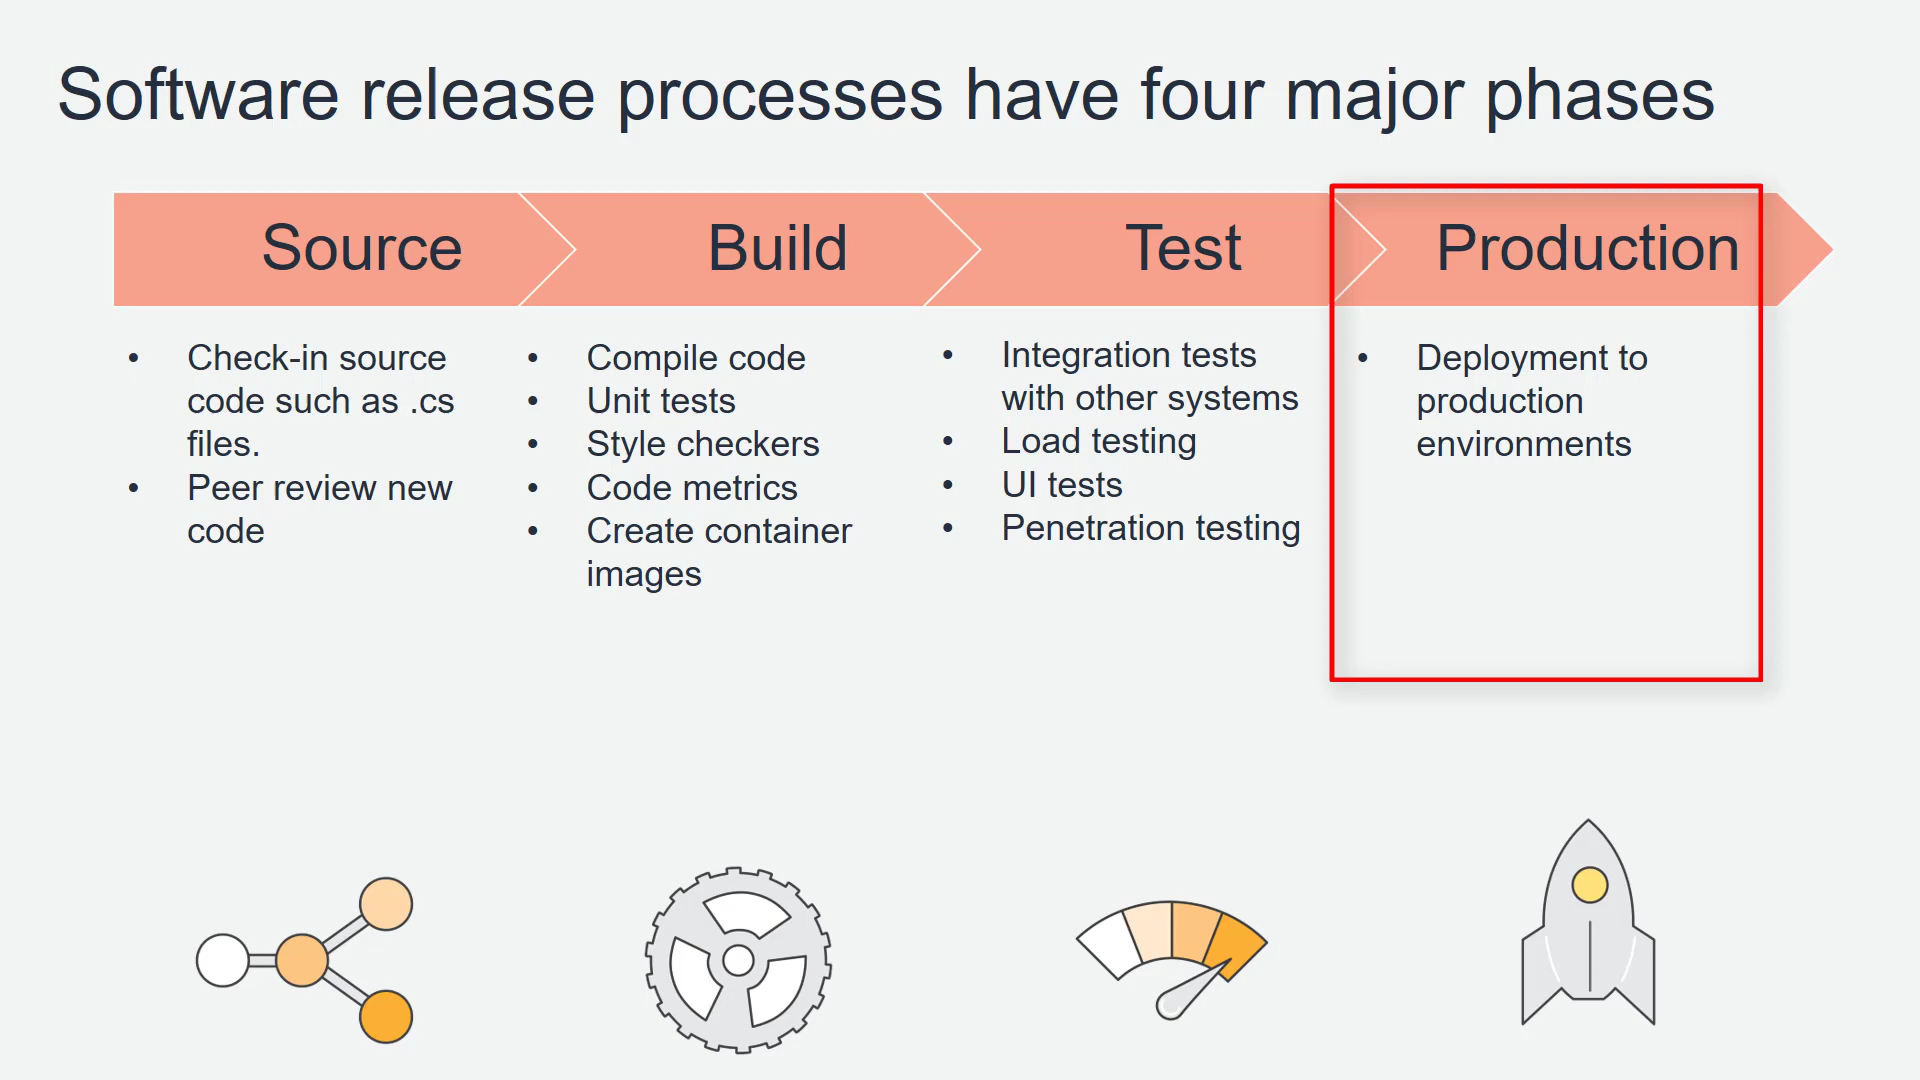 Software release processes have four major phases
Source
Build
Test
Production
• Check-in source
code such as .cs
files.
• Peer review new
code
• Compile code
• Unit tests
• Style checkers
• Code metrics
• Create container
images
• Integration tests
with other systems
• Load testing
• UI tests
• Penetration testing
• Deployment to
production
environments